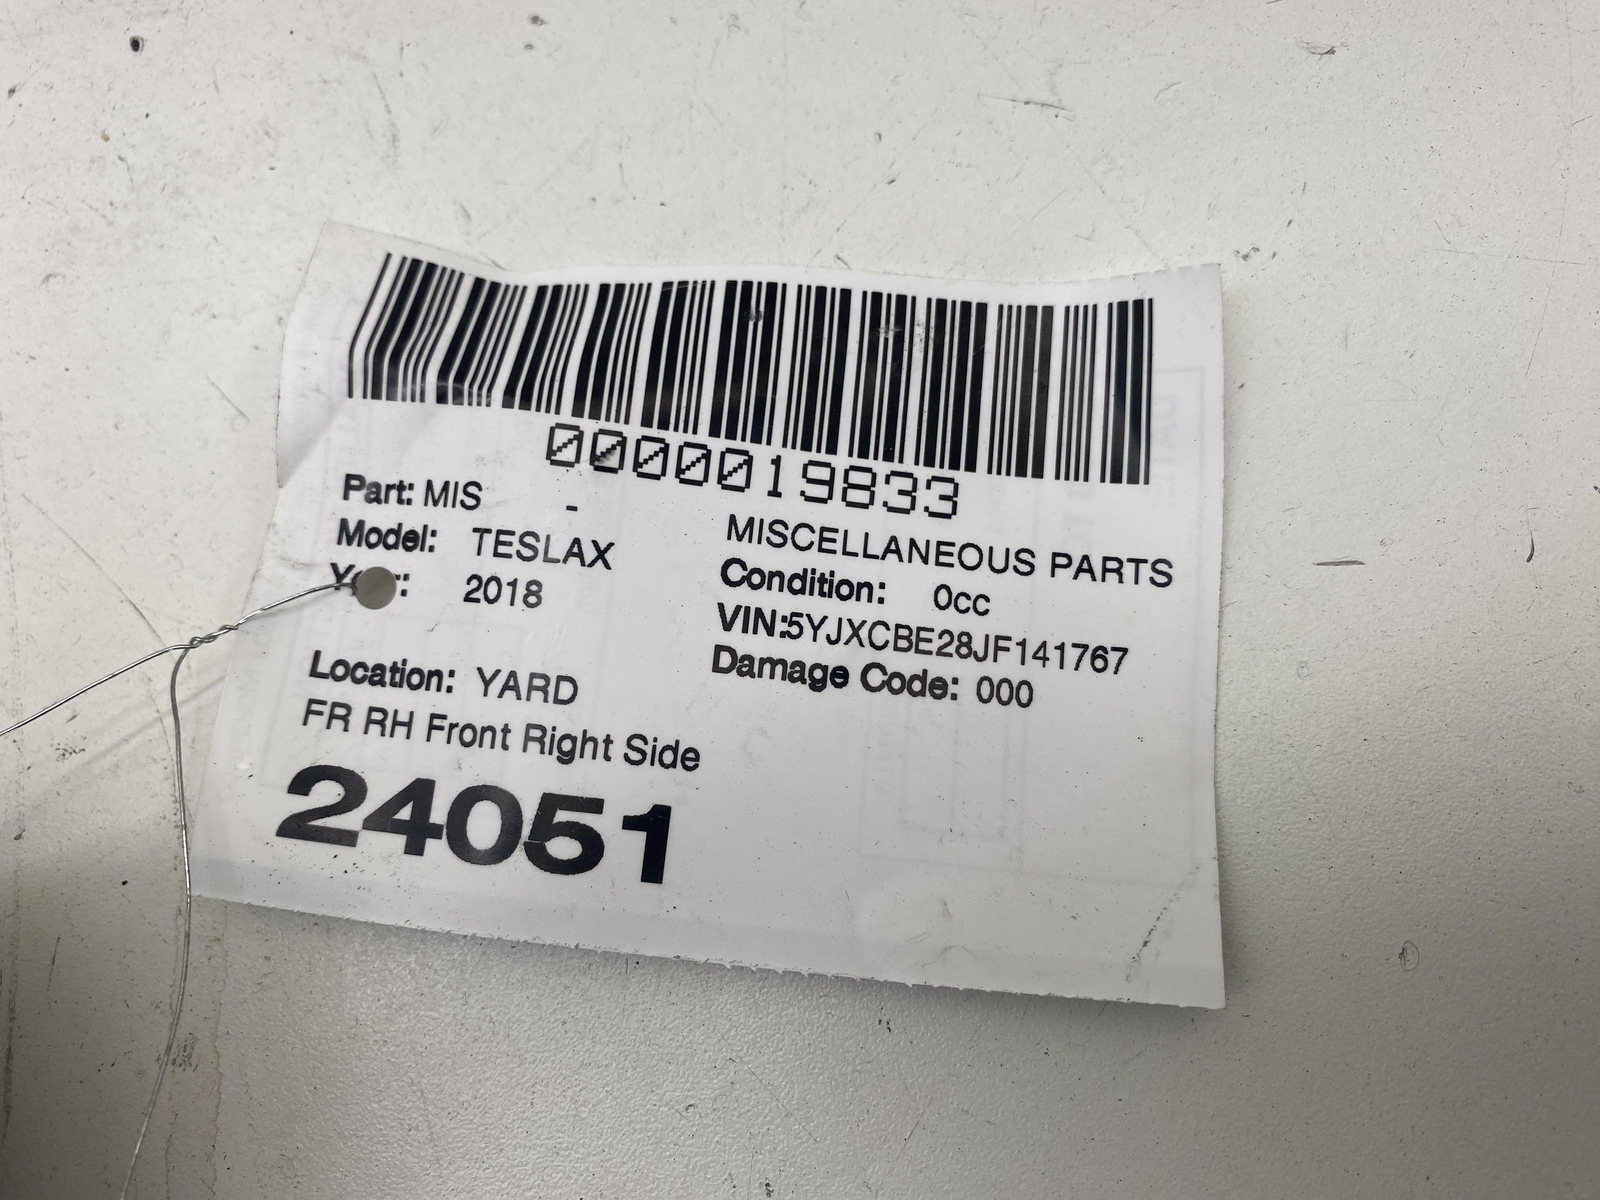 0000019833
Part: MIS -
MISCELLANEOUS PARTS
Model: TESLAX
Condition: 0cc
2018
VIN:5YJXCBE28JF141767
Damage Code: 000
Location: YARD
FR RH Front Right Side
24051